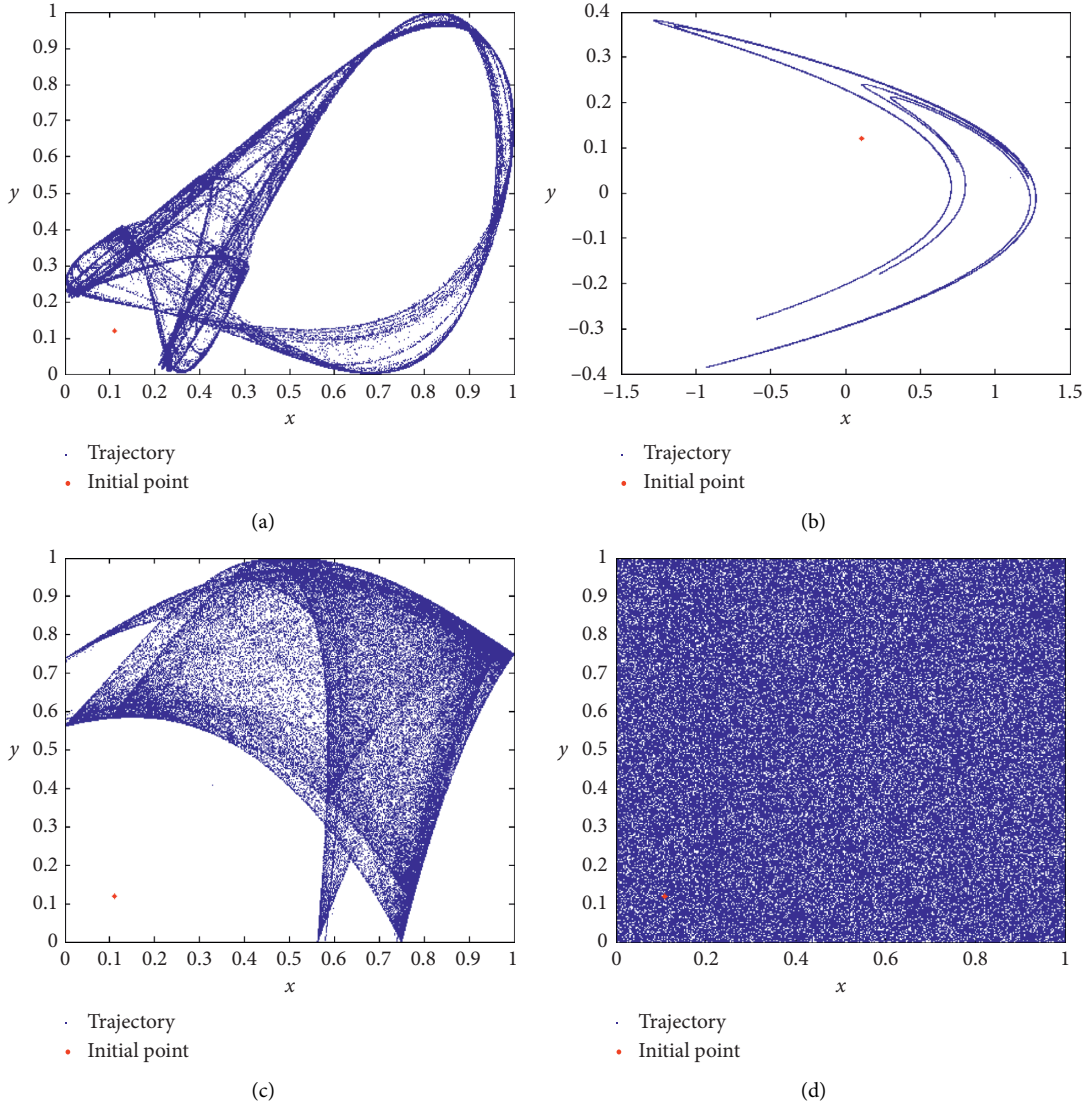 1
0.9
0.8
0.7
0.6
y 0.5
0.4
0.3
0.2
0.1
0
0 0.1 0.2 0.3 0.4 0.5 0.6 0.7 0.8 0.9 1
x
Trajectory
Initial point
(a)
0.4
0.3
0.2
0.1
y 0
−0.1
−0.2
−0.3
−0.4
−1.5 −1.0 −0.5 0 0.5 1.0 1.5
x
Trajectory
Initial point
(b)
1
0.9
0.8
0.7
0.6
y 0.5
0.4
0.3
0.2
0.1
0
0 0.1 0.2 0.3 0.4 0.5 0.6 0.7 0.8 0.9 1
x
Trajectory
Initial point
(c)
1
0.9
0.8
0.7
0.6
y 0.5
0.4
0.3
0.2
0.1
0
0 0.2 0.4 0.6 0.8 1
x
Trajectory
Initial point
(d)